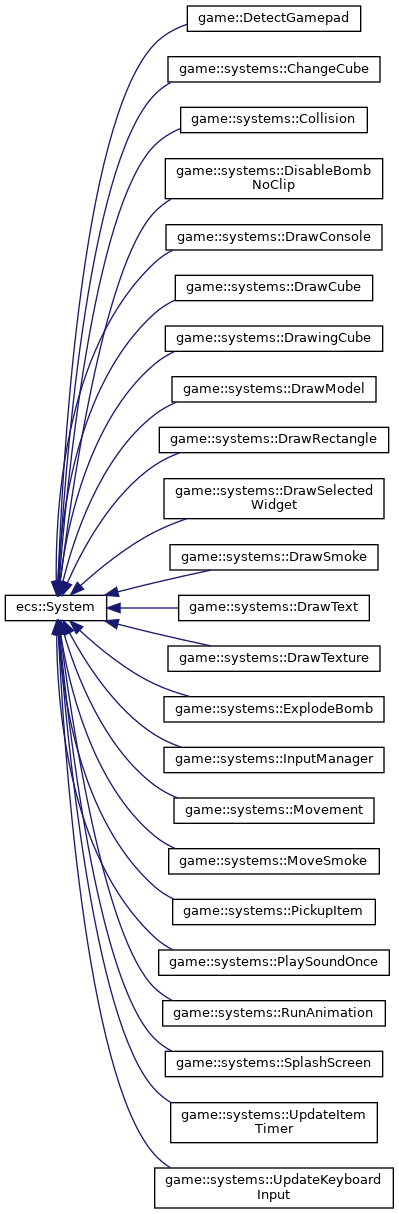 game::DetectGamepad
game::systems::ChangeCube
game::systems::Collision
game::systems::DisableBomb
NoClip
game::systems::DrawConsole
game::systems::DrawCube
game::systems::DrawingCube
game::systems::DrawModel
game::systems::DrawRectangle
game::systems::DrawSelected
Widget
game::systems::DrawSmoke
ecs::System
game::systems::DrawText
game::systems::DrawTexture
game::systems::ExplodeBomb
game::systems::InputManager
game::systems::Movement
game::systems::MoveSmoke
game::systems::PickupItem
game::systems::PlaySoundOnce
game::systems::RunAnimation
game::systems::SplashScreen
game::systems::UpdateItem
Timer
game::systems::UpdateKeyboard
Input